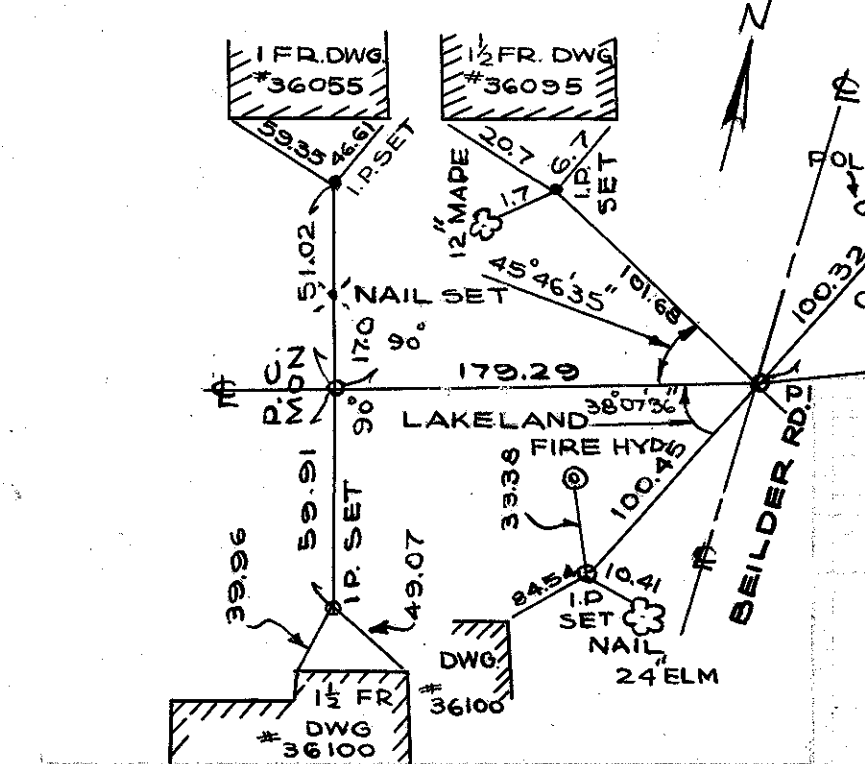 N
1 FR. DWG.
#36055
1½ FR. DWG
#36095
59.35
46.61
I.P. SET
20.7
6.7
I.P.
SET
1.7
12" MAPE
POL
51.02
NAIL SET
45°46'35"
101.68
100.32
17.0
90°
P. U'N
MON
179.29
P.I
90°
LAKELAND
38°07'36"
FIRE HYD.
100.45
33.38
BEILDER RD.
59.91
I.P. SET
39.96
49.07
84.54
10.41
I.P
SET
NAIL
24" ELM
DWG.
#36100
1½ FR
DWG
#36100